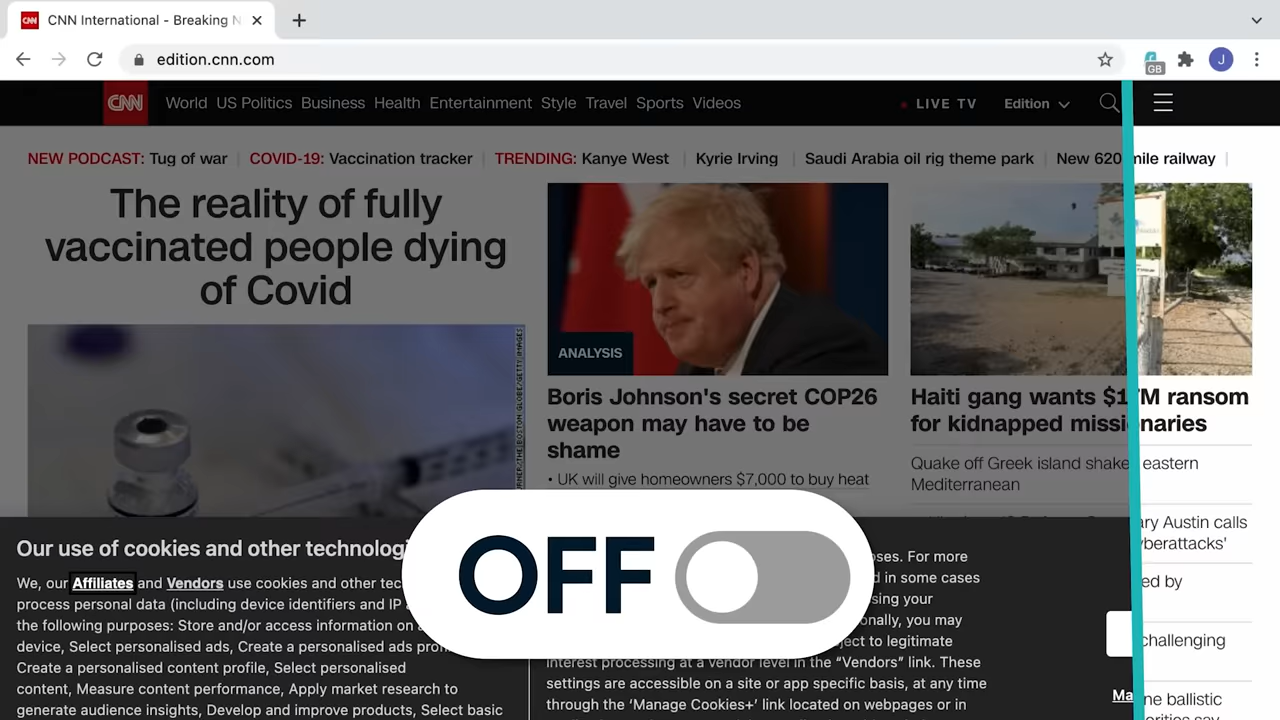 CNN International - Breaking N
edition.cnn.com
GB
J
CNN World US Politics Business Health Entertainment Style Travel Sports Videos LIVE TV Edition
NEW PODCAST: Tug of war COVID-19: Vaccination tracker TRENDING: Kanye West Kyrie Irving Saudi Arabia oil rig theme park New 620 mile railway
The reality of fully
vaccinated people dying
of Covid
ANALYSIS
Boris Johnson's secret COP26
weapon may have to be
shame
• UK will give homeowners $7,000 to buy heat
Haiti gang wants $17M ransom
for kidnapped missionaries
Quake off Greek island shakes eastern
Mediterranean
ary Austin calls
yberattacks'
ed by
challenging
ne ballistic
Our use of cookies and other technologi
We, our Affiliates and Vendors use cookies and other tec
process personal data (including device identifiers and IP
the following purposes: Store and/or access information on
device, Select personalised ads, Create a personalised ads prof
Create a personalised content profile, Select personalised
content, Measure content performance, Apply market research to
generate audience insights, Develop and improve products, Select basic
oses. For more
d in some cases
sing your
onally, you may
ject to legitimate
interest processing at a vendor level in the “Vendors” link. These
settings are accessible on a site or app specific basis, at any time
through the ‘Manage Cookies+’ link located on webpages or in
Ma
OFF